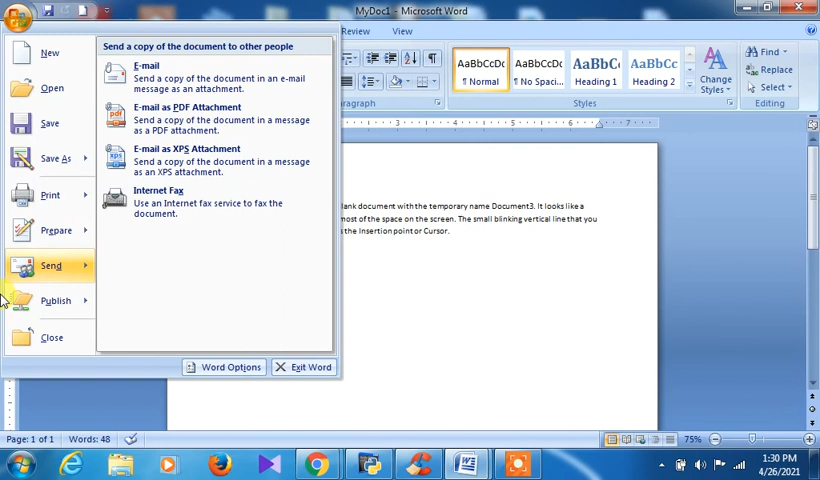 MyDoc1 - Microsoft Word
Review
View
New
Open
Save
Save As
Print
Prepare
Send
Publish
Close
Send a copy of the document to other people
E-mail
Send a copy of the document in an e-mail
message as an attachment.
E-mail as PDF Attachment
Send a copy of the document in a message
as a PDF attachment.
E-mail as XPS Attachment
Send a copy of the document in a message
as an XPS attachment.
Internet Fax
Use an Internet fax service to fax the
document.
Word Options
Exit Word
AaBbCcDc
AaBbCcDc
AaBbCc
AaBbCc
¶ Normal
¶ No Spaci...
Heading 1
Heading 2
Change
Styles
Find
Replace
Select
aragraph
Styles
Editing
3
4
5
6
7
blank document with the temporary name Document3. It looks like a
most of the space on the screen. The small blinking vertical line that you
the Insertion point or Cursor.
Page: 1 of 1
Words: 48
75%
1:30 PM
4/26/2021